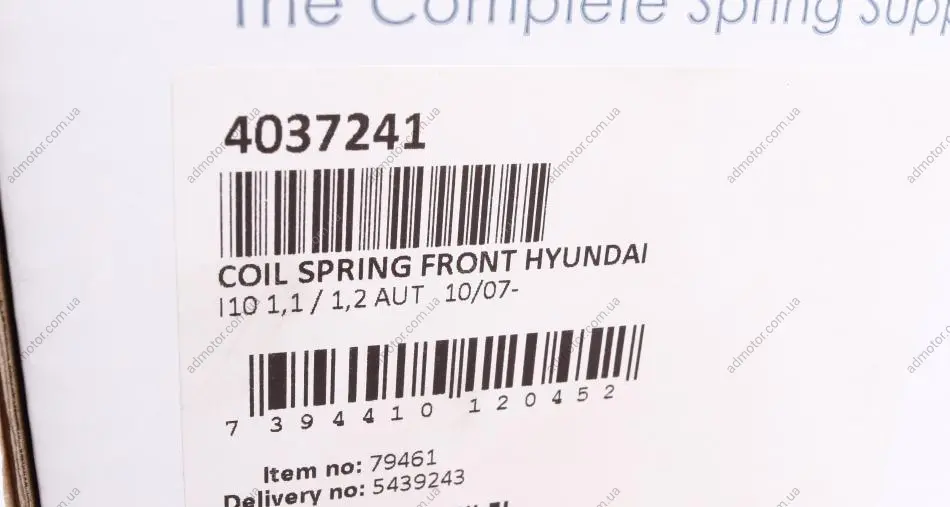 The Complete Spring
4037241
COIL SPRING FRONT HYUNDAI
I10 1,1 / 1,2 AUT 10/07-
7 394410 120452
Item no: 79461
Delivery no: 5439243
admotor.com.ua